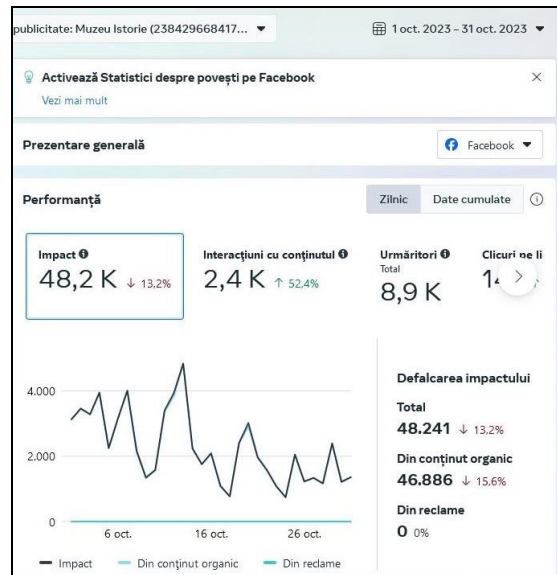 publicitate: Muzeu Istorie (238429668417...
1 oct. 2023 – 31 oct. 2023
Activează Statistici despre povești pe Facebook
Vezi mai mult
Prezentare generală
Facebook
Performanță
Zilnic
Date cumulate
Impact
48,2 K ↓ 13,2%
Interacțiuni cu conținutul
2,4 K ↑ 52,4%
Urmăritori
Total
8,9 K
Clicuri pe li
Defalcarea impactului
Total
48.241 ↓ 13,2%
Din conținut organic
46.886 ↓ 15,6%
Din reclame
0 0%
4.000
2.000
0
6 oct. 16 oct. 26 oct.
Impact Din conținut organic Din reclame